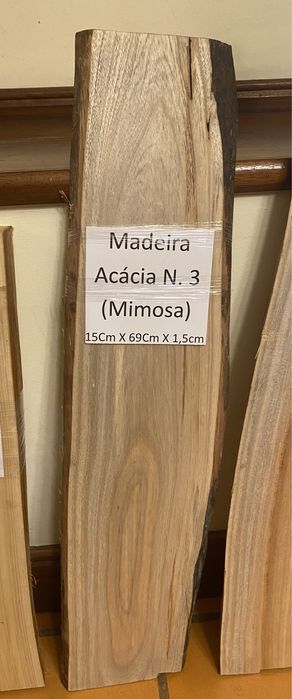 Madeira
Acácia N. 3
(Mimosa)
15Cm X 69Cm X 1,5cm